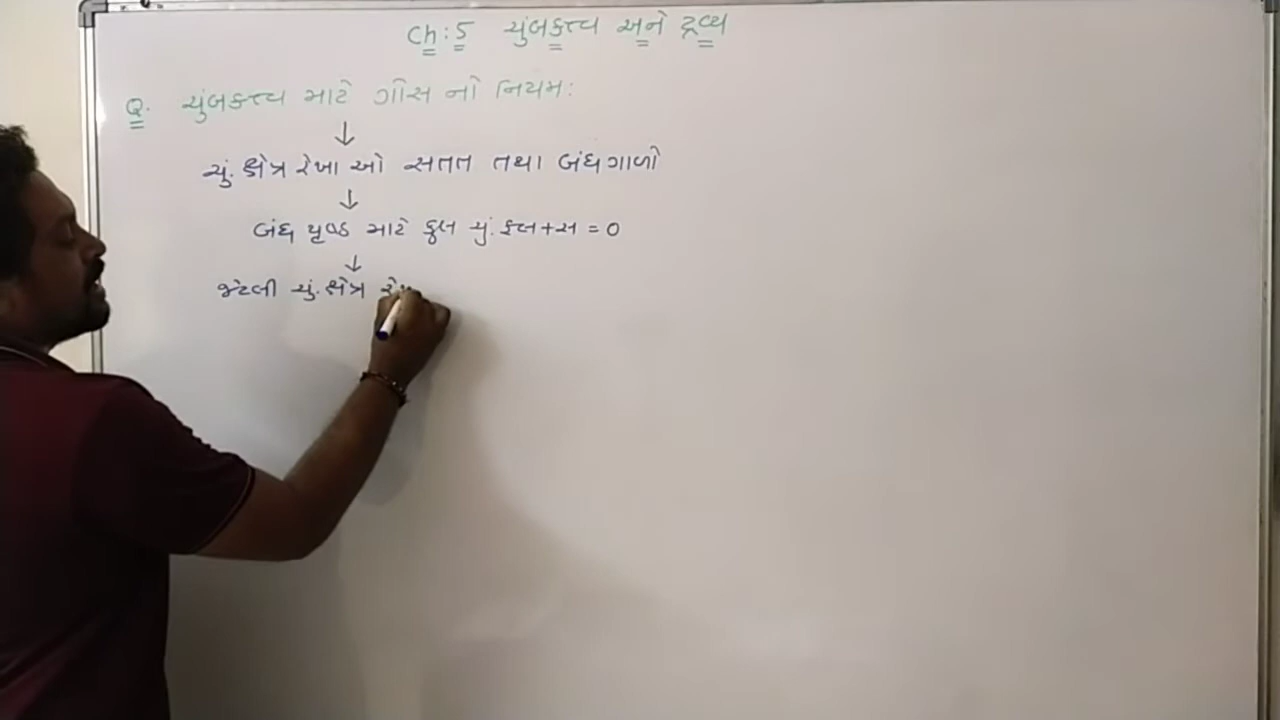 Ch:5 ચુંબકત્વ અને દ્રવ્ય
Q. ચુંબકત્વ માટે ગૉસ નો નિયમ:
↓
ચું. ક્ષેત્ર રેખા ઓ સતત તથા બંધગાળો
↓
બંધ પૃષ્ઠ માટે કુલ ચું. ફ્લક્સ = 0
↓
જેટલી ચું. ક્ષેત્ર